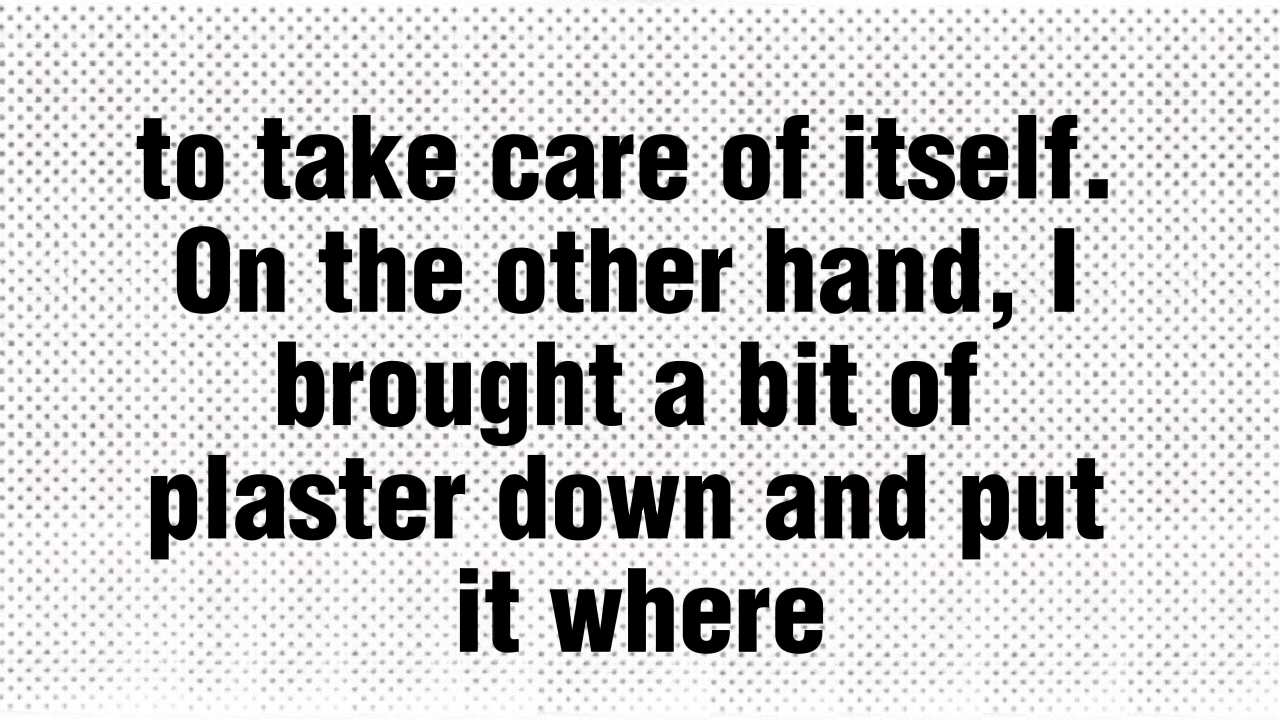 to take care of itself.
On the other hand, I
brought a bit of
plaster down and put
it where